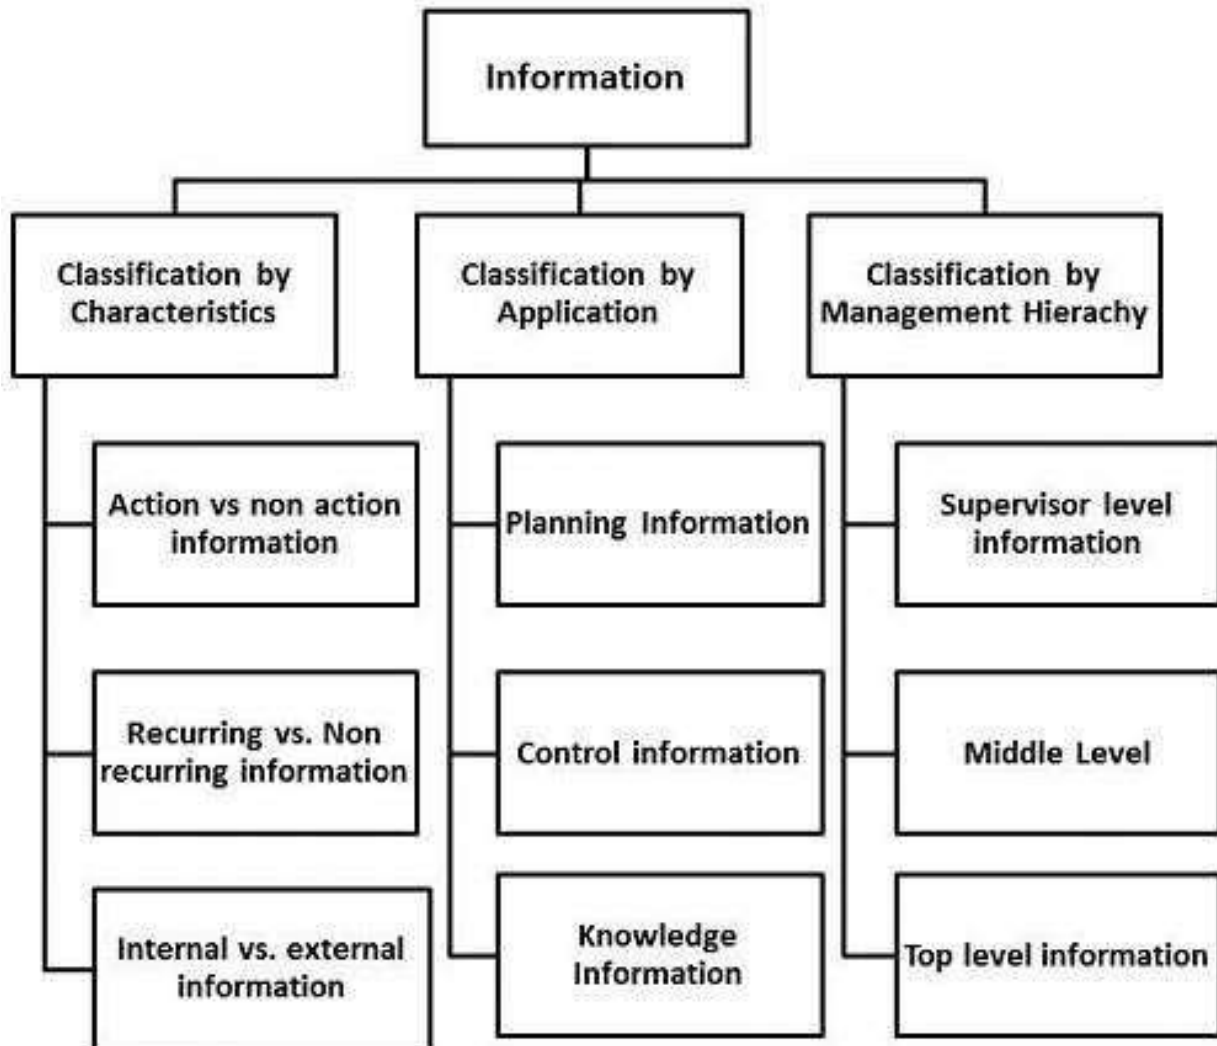 Information
Classification by
Characteristics
Classification by
Application
Classification by
Management Hierachy
Action vs non action
information
Planning Information
Supervisor level
information
Recurring vs. Non
recurring information
Control information
Middle Level
Internal vs. external
information
Knowledge
Information
Top level information